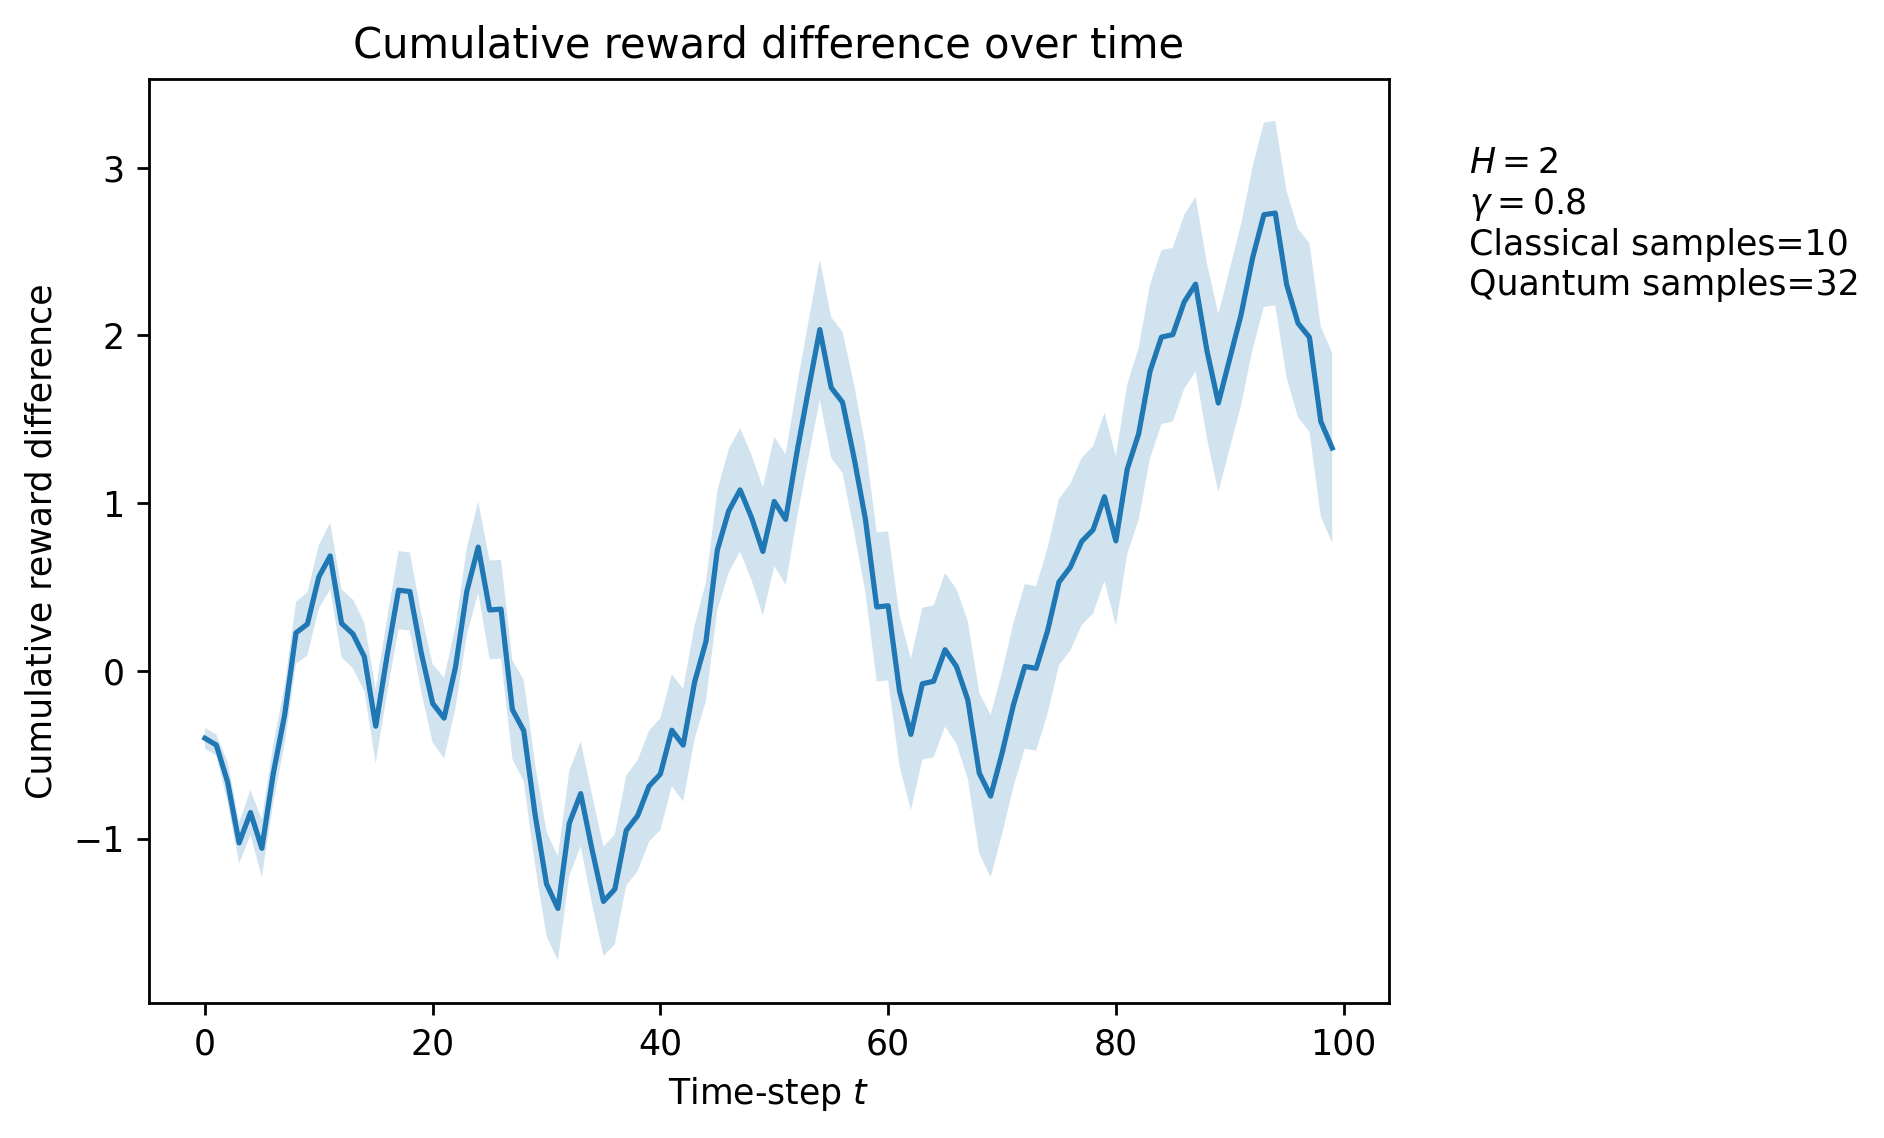 Cumulative reward difference over time
H = 2
γ = 0.8
Classical samples=10
Quantum samples=32
Cumulative reward difference
3
2
1
0
−1
0 20 40 60 80 100
Time-step t